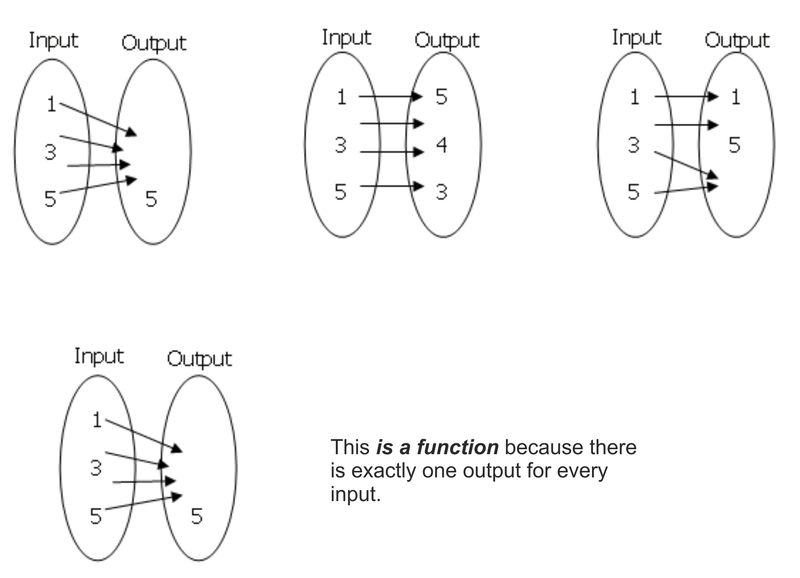 Input Output
1
3
5 5
Input Output
1 5
3 4
5 3
Input Output
1 1
3 5
5
Input Output
1
3
5 5
This is a function because there
is exactly one output for every
input.